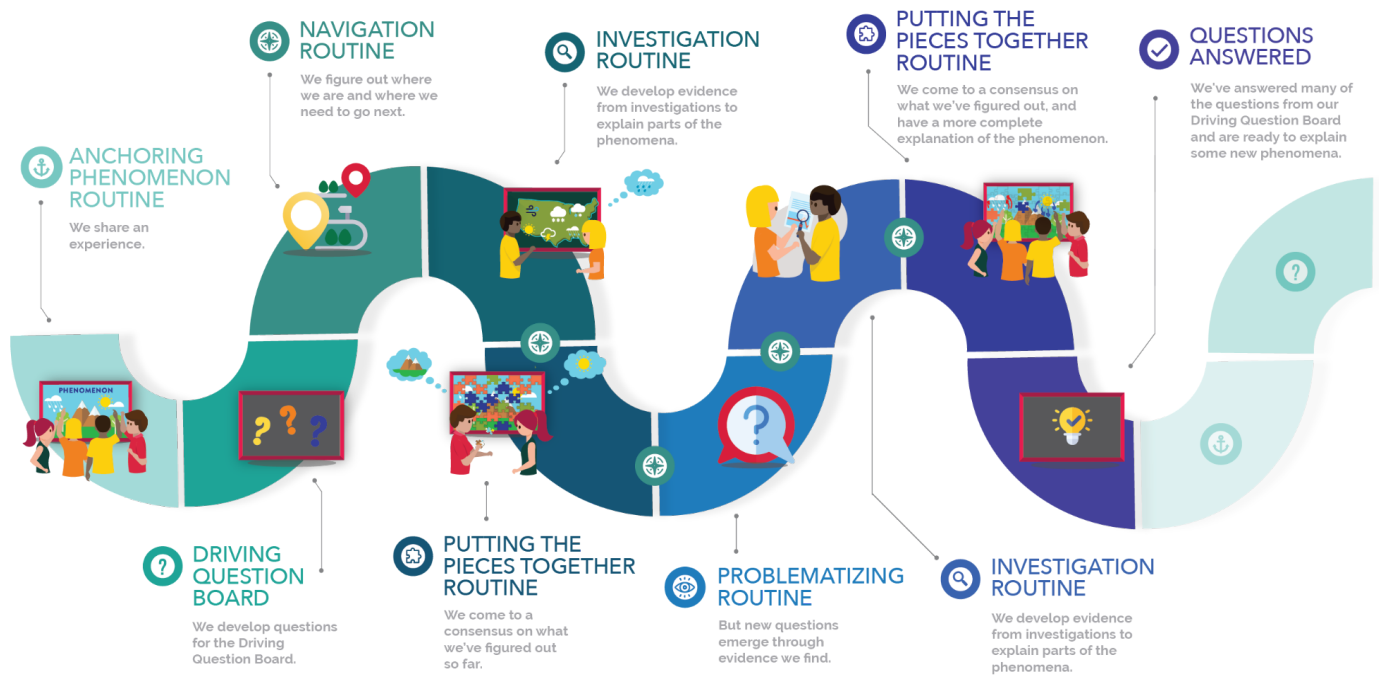 ANCHORING
PHENOMENON
ROUTINE
We share an
experience.
PHENOMENON
DRIVING
QUESTION
BOARD
We develop questions
for the Driving
Question Board.
? ? ?
NAVIGATION
ROUTINE
We figure out where
we are and where we
need to go next.
INVESTIGATION
ROUTINE
We develop evidence
from investigations to
explain parts of the
phenomena.
PUTTING THE
PIECES TOGETHER
ROUTINE
We come to a
consensus on what
we've figured out
so far.
PROBLEMATIZING
ROUTINE
But new questions
emerge through
evidence we find.
?
INVESTIGATION
ROUTINE
We develop evidence
from investigations to
explain parts of the
phenomena.
PUTTING THE
PIECES TOGETHER
ROUTINE
We come to a consensus on
what we've figured out, and
have a more complete
explanation of the phenomenon.
QUESTIONS
ANSWERED
We've answered many of
the questions from our
Driving Question Board
and are ready to explain
some new phenomena.
?